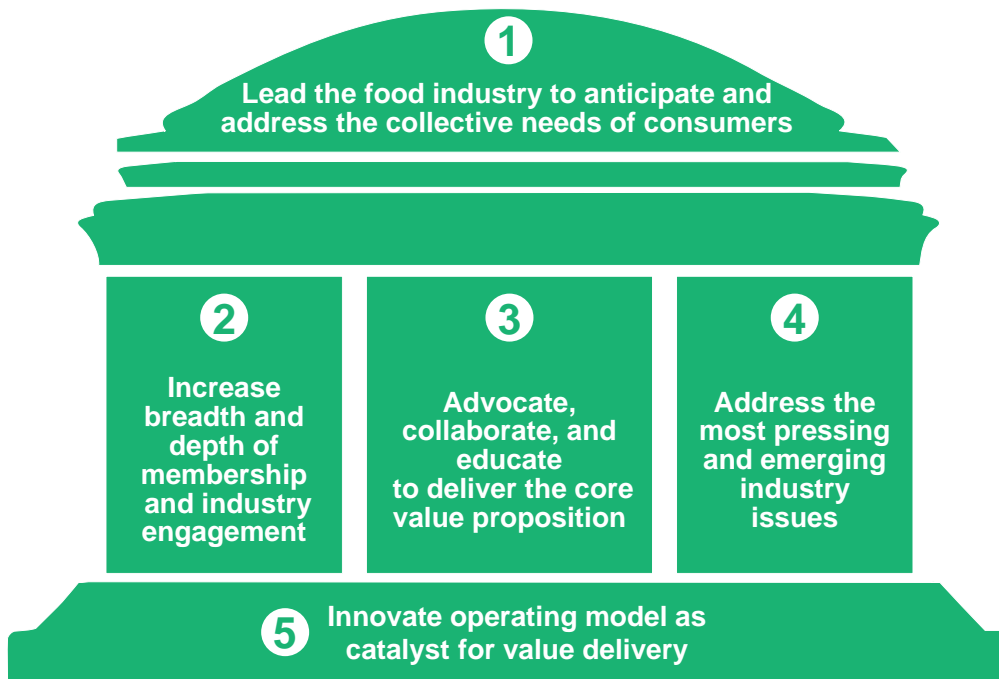 1
Lead the food industry to anticipate and
address the collective needs of consumers
2
Increase
breadth and
depth of
membership
and industry
engagement
3
Advocate,
collaborate, and
educate
to deliver the core
value proposition
4
Address the
most pressing
and emerging
industry
issues
5
Innovate operating model as
catalyst for value delivery